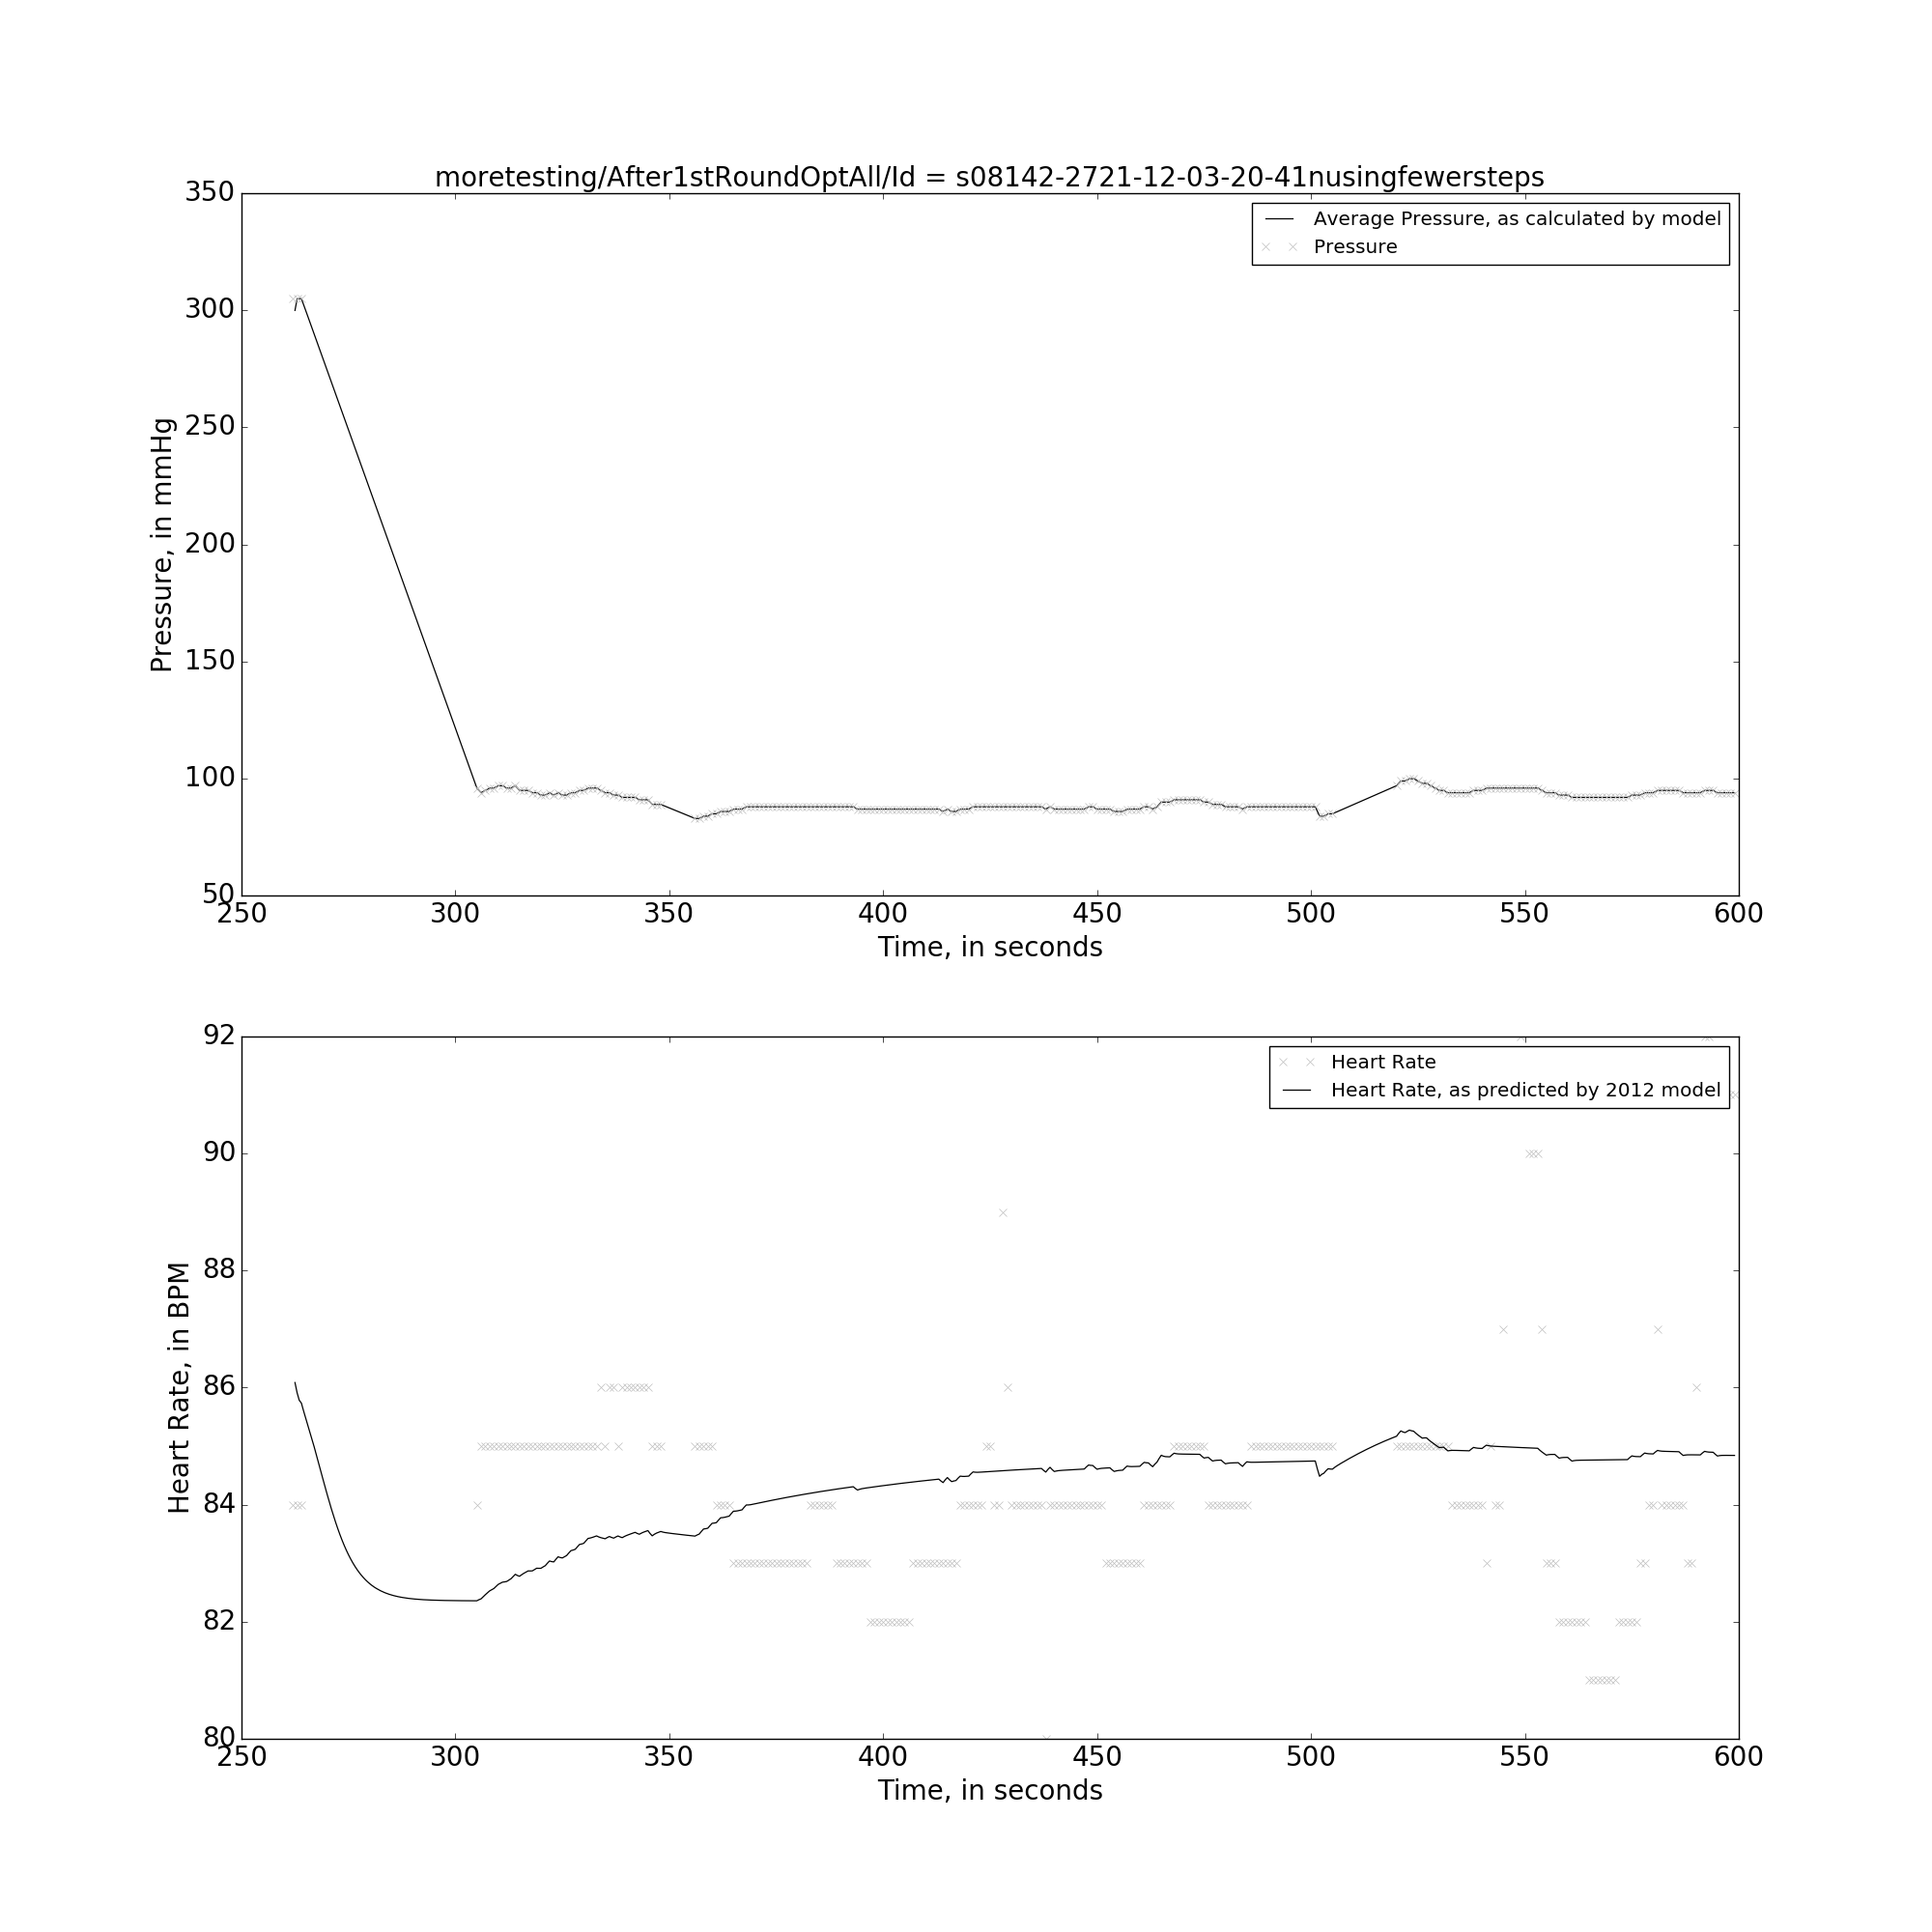 moretesting/After1stRoundOptAll/Id = s08142-2721-12-03-20-41nusingfewersteps
350
300
250
200
150
100
50
Pressure, in mmHg
Average Pressure, as calculated by model
Pressure
250 300 350 400 450 500 550 600
Time, in seconds
92
90
88
86
84
82
80
Heart Rate, in BPM
Heart Rate
Heart Rate, as predicted by 2012 model
250 300 350 400 450 500 550 600
Time, in seconds